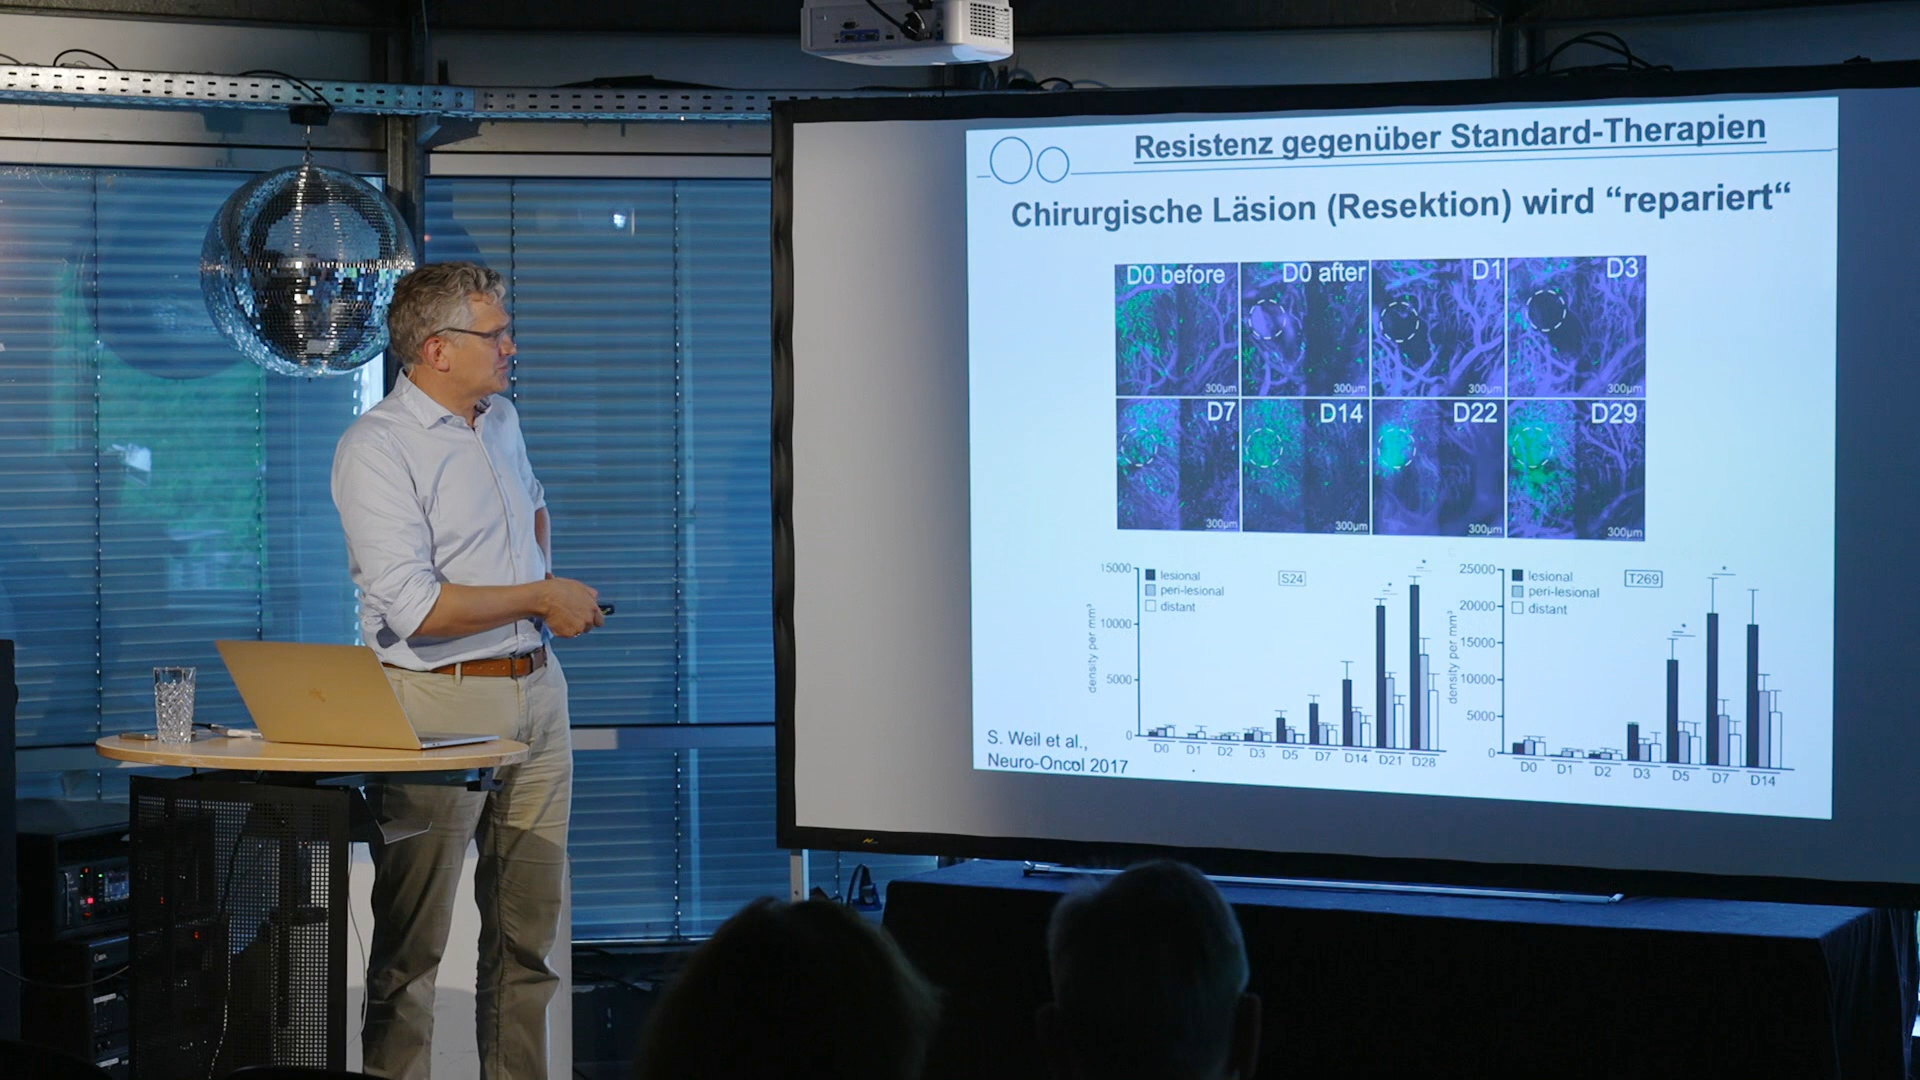 Resistenz gegenüber Standard-Therapien
Chirurgische Läsion (Resektion) wird “repariert“
D0 before
D0 after
D1
D3
300µm
300µm
300µm
300µm
D7
D14
D22
D29
300µm
300µm
300µm
300µm
S24
lesional
peri-lesional
distant
density per mm³
15000
10000
5000
0
D0 D1 D2 D3 D5 D7 D14 D21 D28
* *
T269
lesional
peri-lesional
distant
density per mm³
25000
20000
15000
10000
5000
0
D0 D1 D2 D3 D5 D7 D14
* *
S. Weil et al.,
Neuro-Oncol 2017